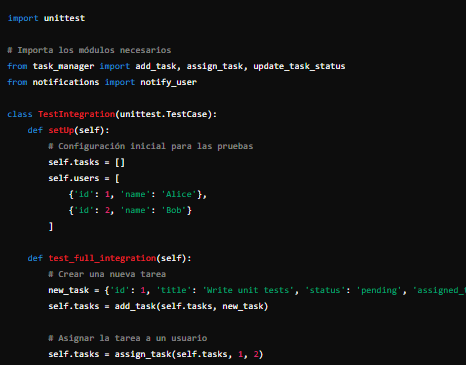 import unittest
# Importa los módulos necesarios
from task_manager import add_task, assign_task, update_task_status
from notifications import notify_user
class TestIntegration(unittest.TestCase):
def setUp(self):
# Configuración inicial para las pruebas
self.tasks = []
self.users = [
{'id': 1, 'name': 'Alice'},
{'id': 2, 'name': 'Bob'}
]
def test_full_integration(self):
# Crear una nueva tarea
new_task = {'id': 1, 'title': 'Write unit tests', 'status': 'pending',
self.tasks = add_task(self.tasks, new_task)
# Asignar la tarea a un usuario
self.tasks = assign_task(self.tasks, 1, 2)